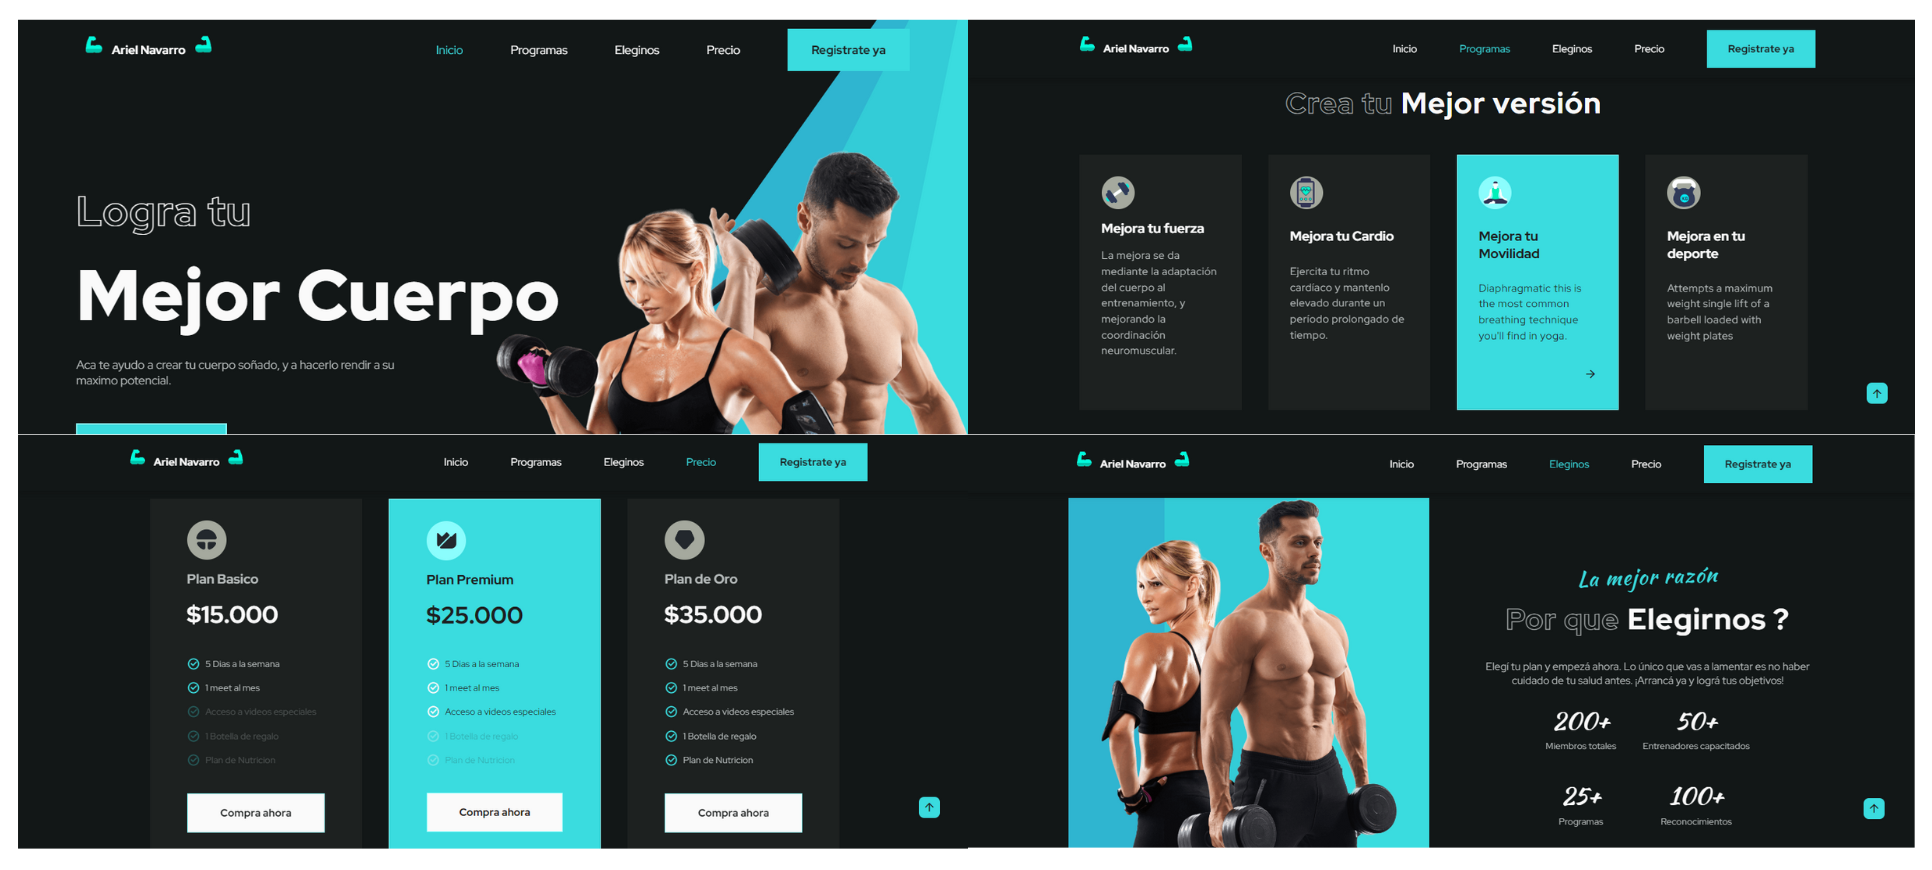 Ariel Navarro
Inicio
Programas
Eleginos
Precio
Registrate ya
Logra tu
Mejor Cuerpo
Aca te ayudo a crear tu cuerpo soñado, y a hacerlo rendir a su
maximo potencial.
Ariel Navarro
Inicio
Programas
Eleginos
Precio
Registrate ya
Crea tu Mejor versión
Mejora tu fuerza
La mejora se da
mediante la adaptación
del cuerpo al
entrenamiento, y
mejorando la
coordinación
neuromuscular.
Mejora tu Cardio
Ejercita tu ritmo
cardíaco y mantenlo
elevado durante un
periodo prolongado de
tiempo.
Mejora tu
Movilidad
Diaphragmatic this is
the most common
breathing technique
you'll find in yoga.
Mejora en tu
deporte
Attempts a maximum
weight single lift of a
barbell loaded with
weight plates
Ariel Navarro
Inicio
Programas
Eleginos
Precio
Registrate ya
Plan Basico
$15.000
5 Dias a la semana
1 meet al mes
Acceso a videos especiales
1 Botella de regalo
Plan de Nutricion
Compra ahora
Plan Premium
$25.000
5 Dias a la semana
1 meet al mes
Acceso a videos especiales
1 Botella de regalo
Plan de Nutricion
Compra ahora
Plan de Oro
$35.000
5 Dias a la semana
1 meet al mes
Acceso a videos especiales
1 Botella de regalo
Plan de Nutricion
Compra ahora
Ariel Navarro
Inicio
Programas
Eleginos
Precio
Registrate ya
La mejor razón
Por que Elegirnos ?
Elegí tu plan y empezá ahora. Lo único que vas a lamentar es no haber
cuidado de tu salud antes. ¡Arrancá ya y lográ tus objetivos!
200+
Miembros totales
50+
Entrenadores capacitados
25+
Programas
100+
Reconocimientos